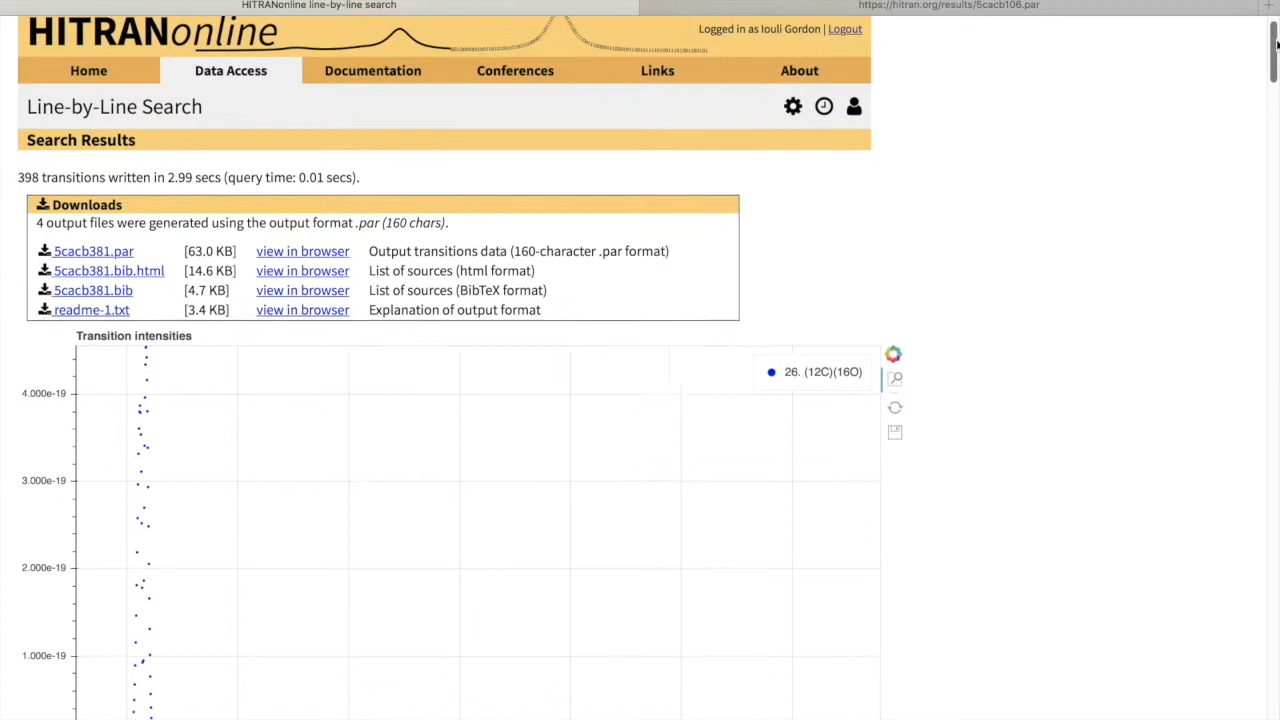 HITRANonline line-by-line search
https://hitran.org/results/5cacb106.par
HITRANonline
Logged in as Iouli Gordon | Logout
Home Data Access Documentation Conferences Links About
Line-by-Line Search
Search Results
398 transitions written in 2.99 secs (query time: 0.01 secs).
Downloads
4 output files were generated using the output format .par (160 chars).
5cacb381.par [63.0 KB] view in browser Output transitions data (160-character .par format)
5cacb381.bib.html [14.6 KB] view in browser List of sources (html format)
5cacb381.bib [4.7 KB] view in browser List of sources (BibTeX format)
readme-1.txt [3.4 KB] view in browser Explanation of output format
Transition intensities
26. (12C)(16O)
4.000e-19
3.000e-19
2.000e-19
1.000e-19